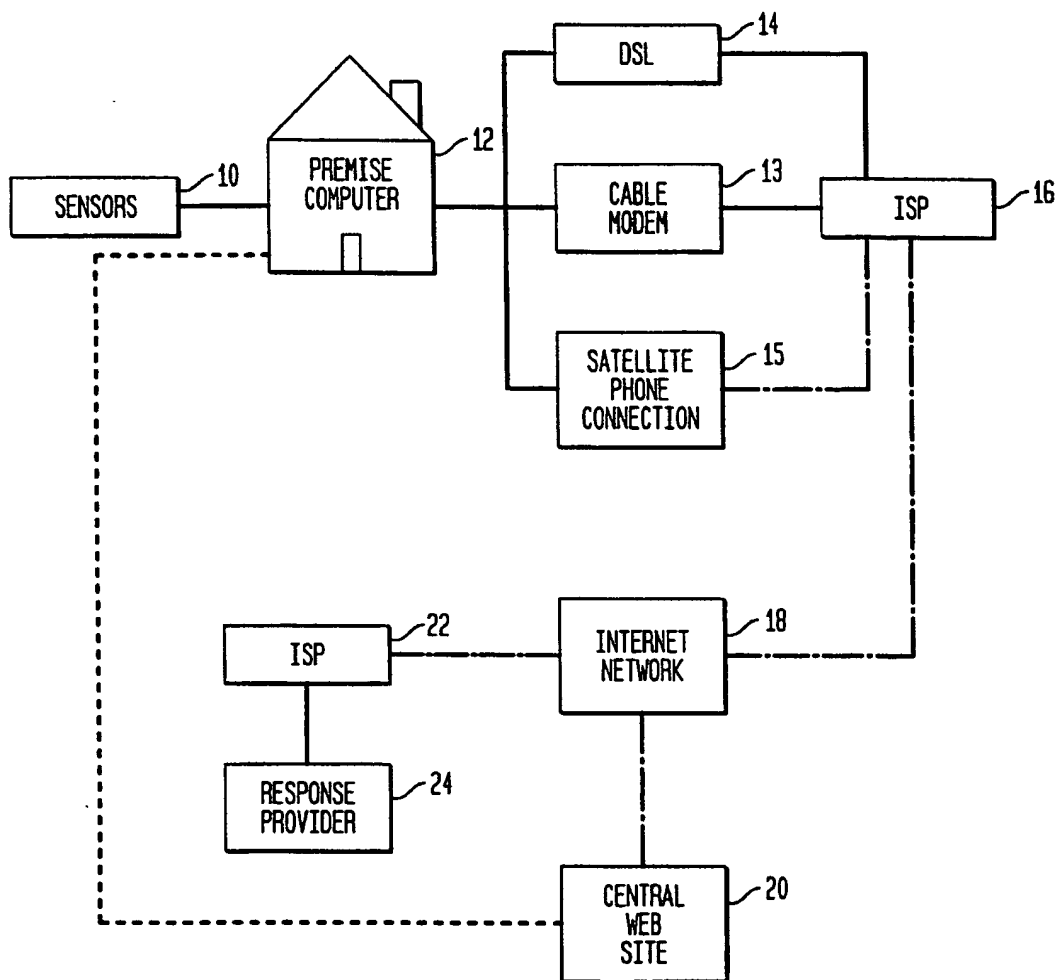 14
DSL
12
PREMISE
COMPUTER
10
SENSORS
13
CABLE
MODEM
ISP
16
15
SATELLITE
PHONE
CONNECTION
22
ISP
18
INTERNET
NETWORK
RESPONSE
PROVIDER
24
CENTRAL
WEB
SITE
20